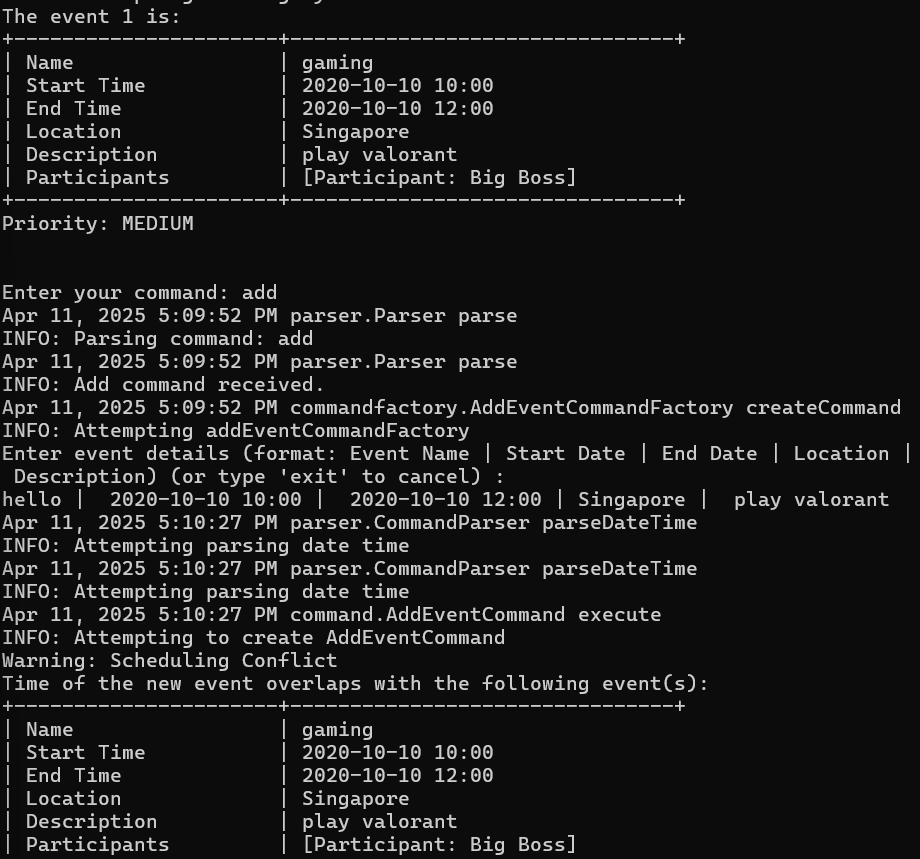 The event 1 is:
+----------------------+--------------------------------+
| Name                 | gaming
| Start Time           | 2020-10-10 10:00
| End Time             | 2020-10-10 12:00
| Location             | Singapore
| Description          | play valorant
| Participants         | [Participant: Big Boss]
+----------------------+--------------------------------+
Priority: MEDIUM
Enter your command: add
Apr 11, 2025 5:09:52 PM parser.Parser parse
INFO: Parsing command: add
Apr 11, 2025 5:09:52 PM parser.Parser parse
INFO: Add command received.
Apr 11, 2025 5:09:52 PM commandfactory.AddEventCommandFactory createCommand
INFO: Attempting addEventCommandFactory
Enter event details (format: Event Name | Start Date | End Date | Location |
 Description) (or type 'exit' to cancel) :
hello |  2020-10-10 10:00 |  2020-10-10 12:00 | Singapore |  play valorant
Apr 11, 2025 5:10:27 PM parser.CommandParser parseDateTime
INFO: Attempting parsing date time
Apr 11, 2025 5:10:27 PM parser.CommandParser parseDateTime
INFO: Attempting parsing date time
Apr 11, 2025 5:10:27 PM command.AddEventCommand execute
INFO: Attempting to create AddEventCommand
Warning: Scheduling Conflict
Time of the new event overlaps with the following event(s):
+----------------------+--------------------------------+
| Name                 | gaming
| Start Time           | 2020-10-10 10:00
| End Time             | 2020-10-10 12:00
| Location             | Singapore
| Description          | play valorant
| Participants         | [Participant: Big Boss]